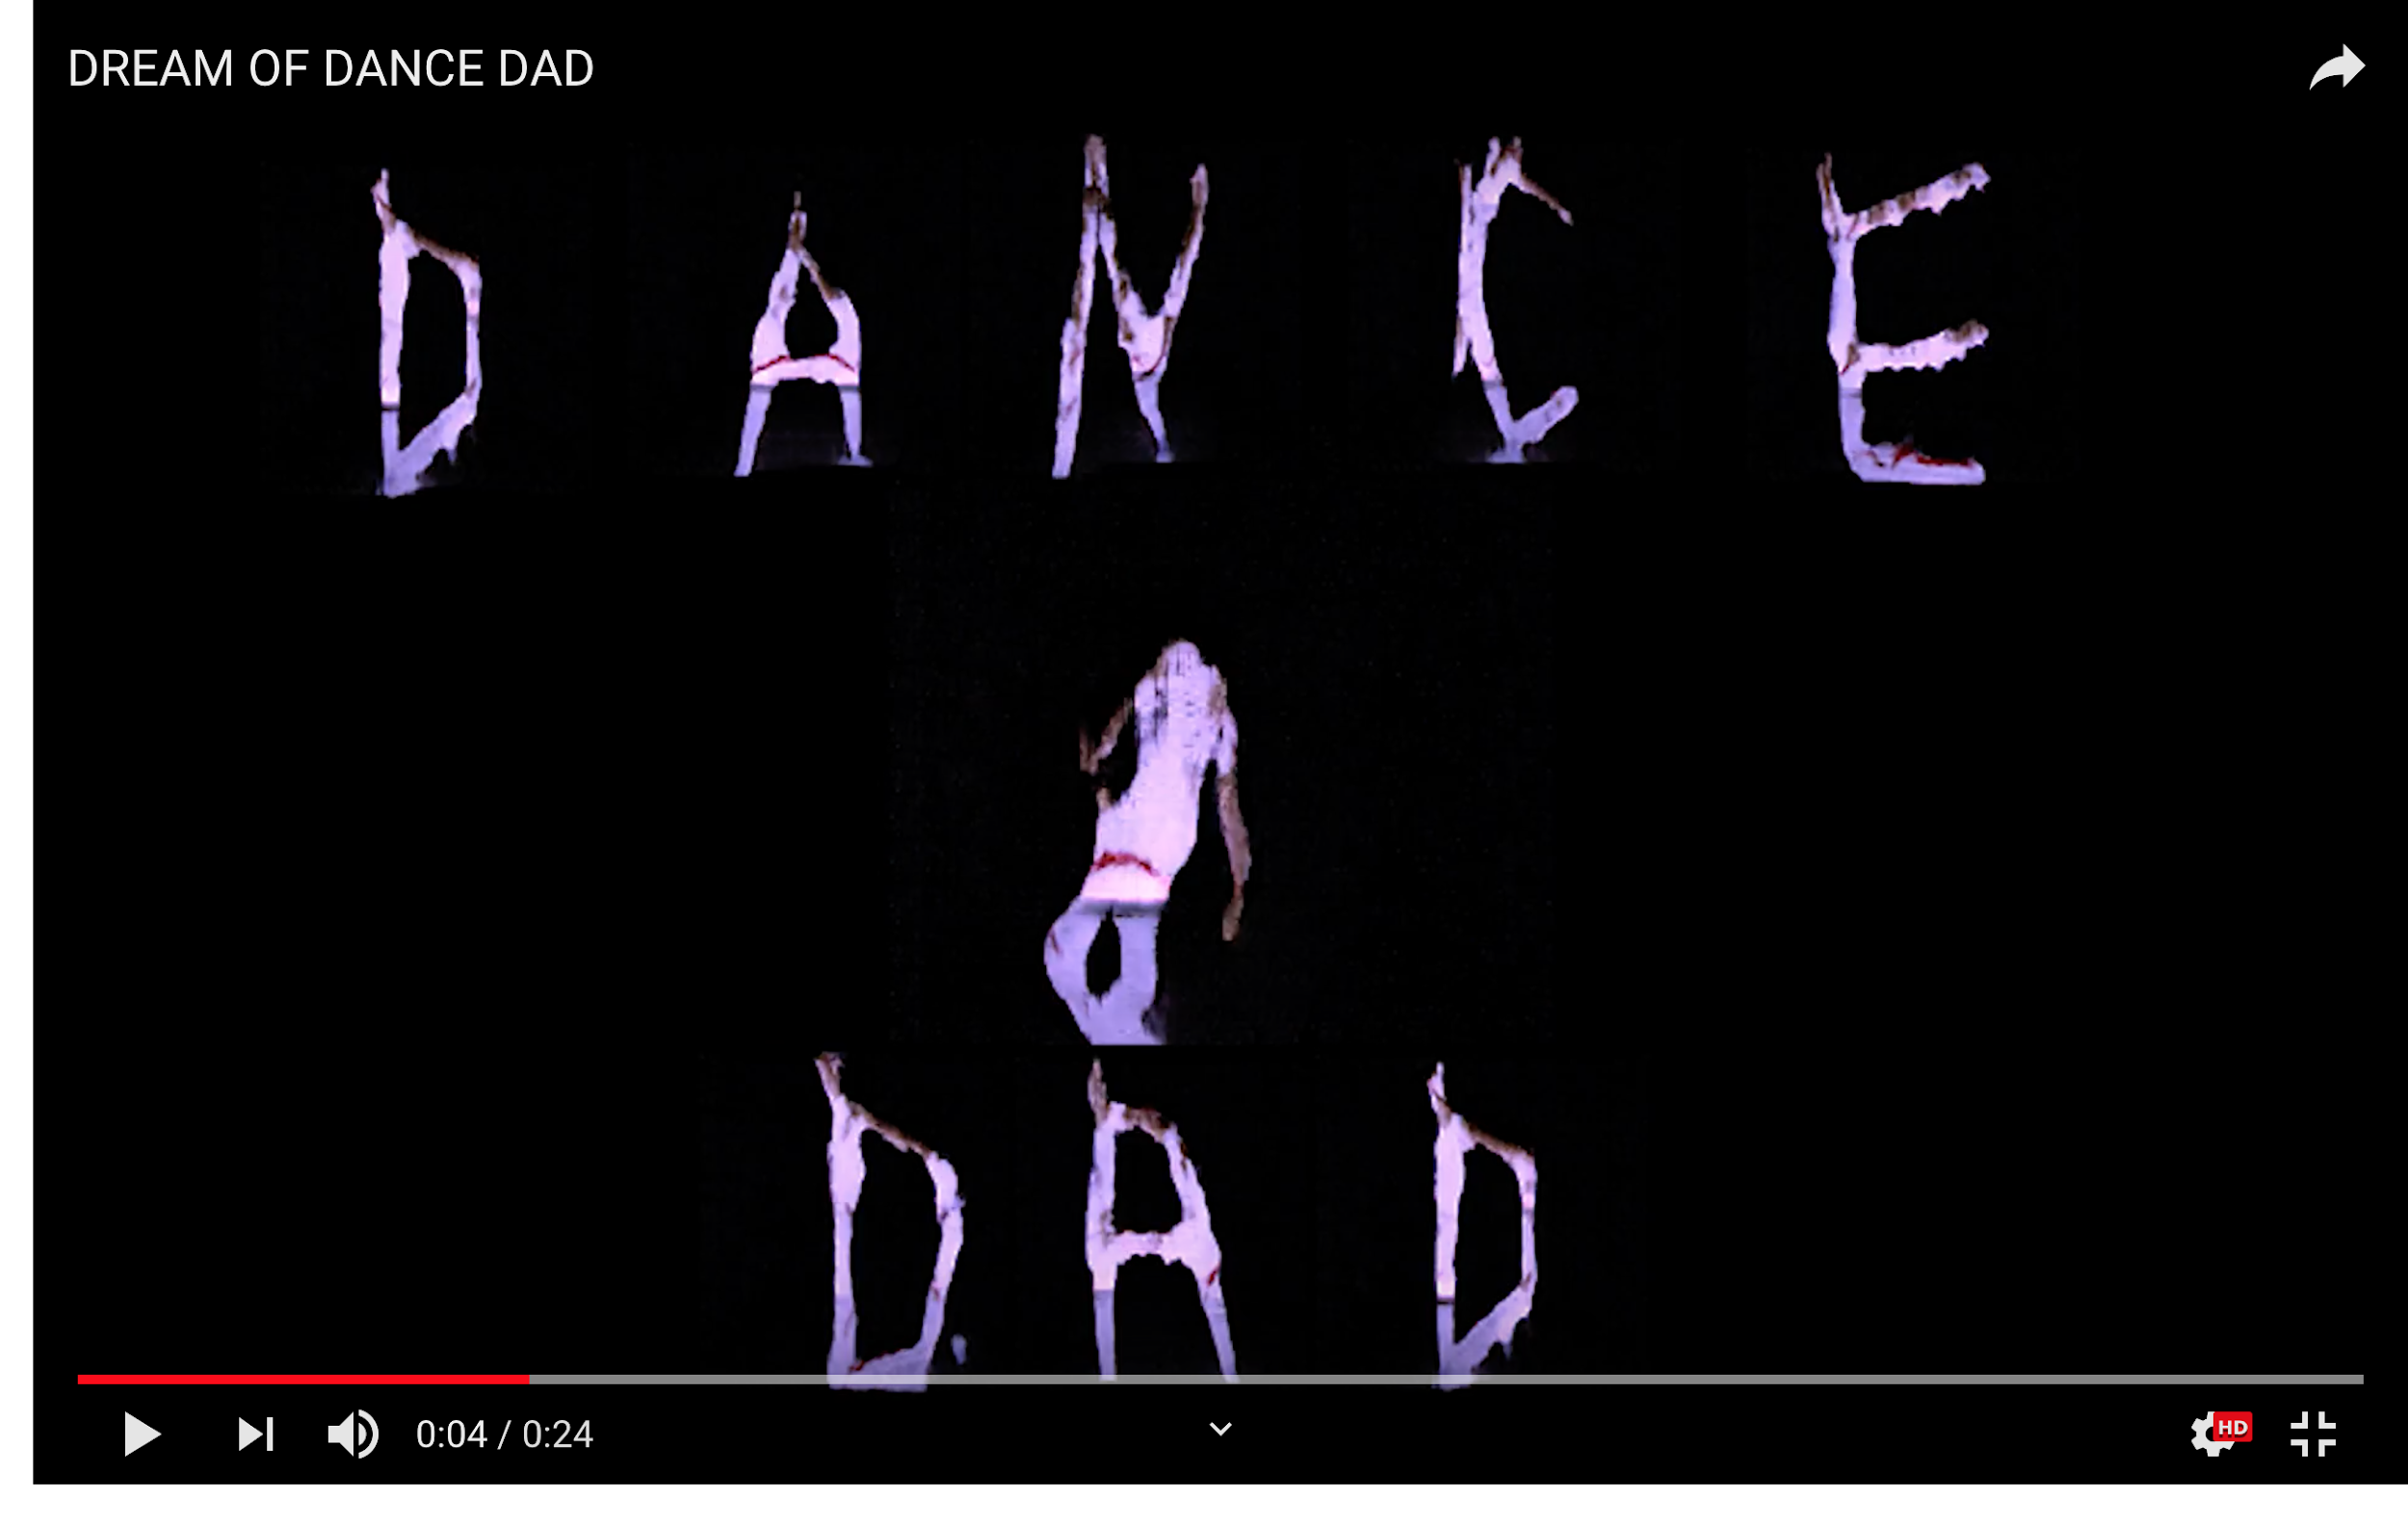 DREAM OF DANCE DAD
DANCE
DAD
0:04 / 0:24
HD